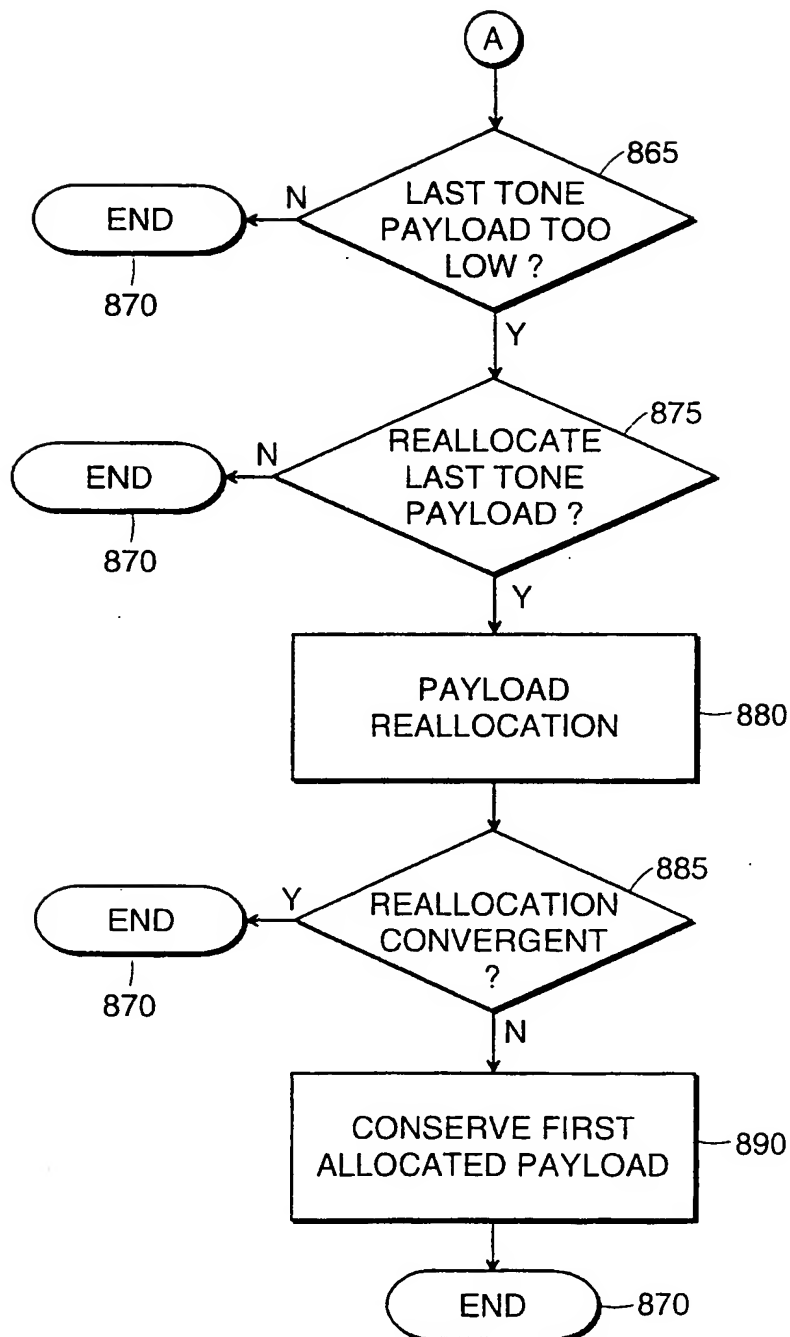 A
865
LAST TONE
PAYLOAD TOO
LOW ?
N
END
870
Y
875
REALLOCATE
LAST TONE
PAYLOAD ?
N
END
870
Y
PAYLOAD
REALLOCATION
880
885
REALLOCATION
CONVERGENT
?
Y
END
870
N
CONSERVE FIRST
ALLOCATED PAYLOAD
890
END
870